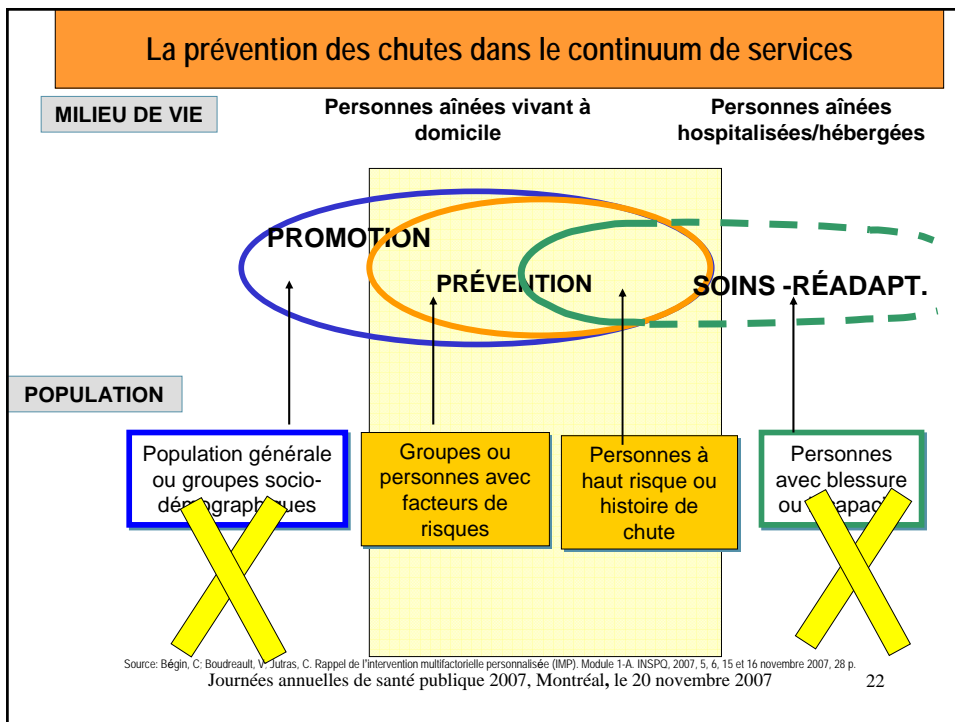 La prévention des chutes dans le continuum de services
MILIEU DE VIE
Personnes aînées vivant à
domicile
Personnes aînées
hospitalisées/hébergées
PROMOTION
PRÉVENTION
SOINS -RÉADAPT.
POPULATION
Population générale
ou groupes socio-
démographiques
Groupes ou
personnes avec
facteurs de
risques
Personnes à
haut risque ou
histoire de
chute
Personnes
avec blessure
ou
Source: Bégin, C; Boudreault, V; Jutras, C. Rappel de l'intervention multifactorielle personnalisée (IMP). Module 1-A. INSPQ, 2007, 5, 6, 15 et 16 novembre 2007, 28 p.
Journées annuelles de santé publique 2007, Montréal, le 20 novembre 2007
22